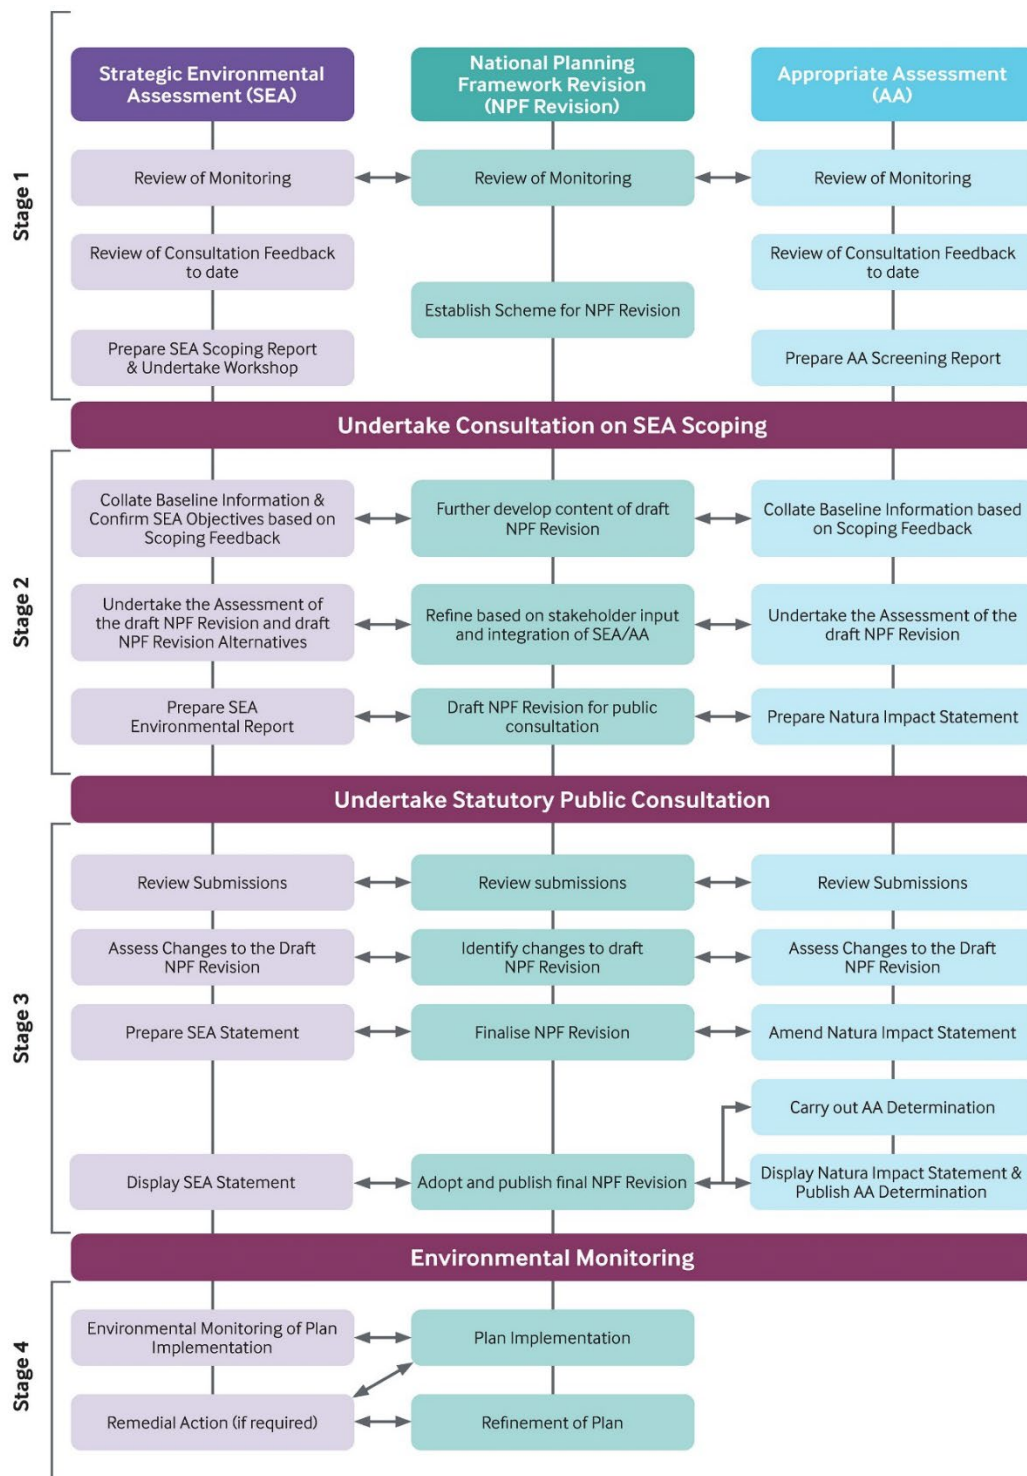 Stage 1
Strategic Environmental
Assessment (SEA)
National Planning
Framework Revision
(NPF Revision)
Appropriate Assessment
(AA)
Review of Monitoring
Review of Monitoring
Review of Monitoring
Review of Consultation Feedback
to date
Review of Consultation Feedback
to date
Establish Scheme for NPF Revision
Prepare SEA Scoping Report
& Undertake Workshop
Prepare AA Screening Report
Undertake Consultation on SEA Scoping
Stage 2
Collate Baseline Information &
Confirm SEA Objectives based on
Scoping Feedback
Further develop content of draft
NPF Revision
Collate Baseline Information based
on Scoping Feedback
Undertake the Assessment of
the draft NPF Revision and draft
NPF Revision Alternatives
Refine based on stakeholder input
and integration of SEA/AA
Undertake the Assessment of the
draft NPF Revision
Prepare SEA
Environmental Report
Draft NPF Revision for public
consultation
Prepare Natura Impact Statement
Undertake Statutory Public Consultation
Stage 3
Review Submissions
Review submissions
Review Submissions
Assess Changes to the Draft
NPF Revision
Identify changes to draft
NPF Revision
Assess Changes to the Draft
NPF Revision
Prepare SEA Statement
Finalise NPF Revision
Amend Natura Impact Statement
Carry out AA Determination
Display SEA Statement
Adopt and publish final NPF Revision
Display Natura Impact Statement &
Publish AA Determination
Environmental Monitoring
Stage 4
Environmental Monitoring of Plan
Implementation
Plan Implementation
Remedial Action (if required)
Refinement of Plan